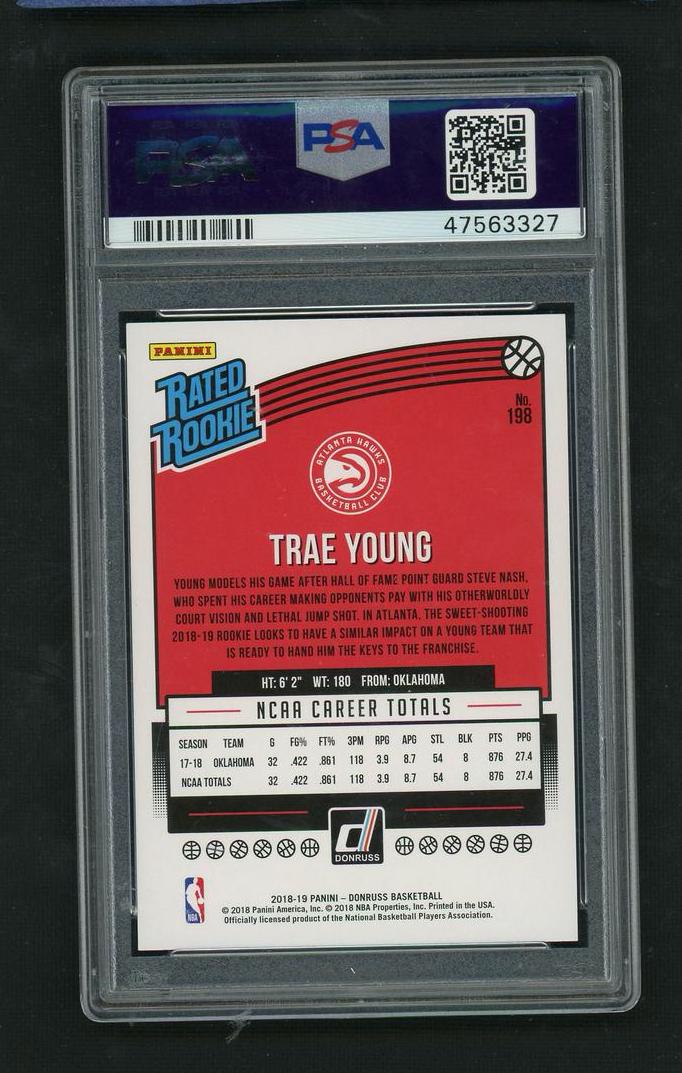 PSA
PSA
47563327
PANINI
RATED
ROOKIE
No.
198
ATLANTA HAWKS
BASKETBALL CLUB
TRAE YOUNG
YOUNG MODELS HIS GAME AFTER HALL OF FAME POINT GUARD STEVE NASH,
WHO SPENT HIS CAREER MAKING OPPONENTS PAY WITH HIS OTHERWORLDLY
COURT VISION AND LETHAL JUMP SHOT. IN ATLANTA, THE SWEET-SHOOTING
2018-19 ROOKIE LOOKS TO HAVE A SIMILAR IMPACT ON A YOUNG TEAM THAT
IS READY TO HAND HIM THE KEYS TO THE FRANCHISE.
HT: 6' 2" WT: 180 FROM: OKLAHOMA
NCAA CAREER TOTALS
SEASON TEAM G FG% FT% 3PM RPG APG STL BLK PTS PPG
17-18 OKLAHOMA 32 .422 .861 118 3.9 8.7 54 8 876 27.4
NCAA TOTALS 32 .422 .861 118 3.9 8.7 54 8 876 27.4
d
DONRUSS
NBA
2018-19 PANINI – DONRUSS BASKETBALL
© 2018 Panini America, Inc. © 2018 NBA Properties, Inc. Printed in the USA.
Officially licensed product of the National Basketball Players Association.